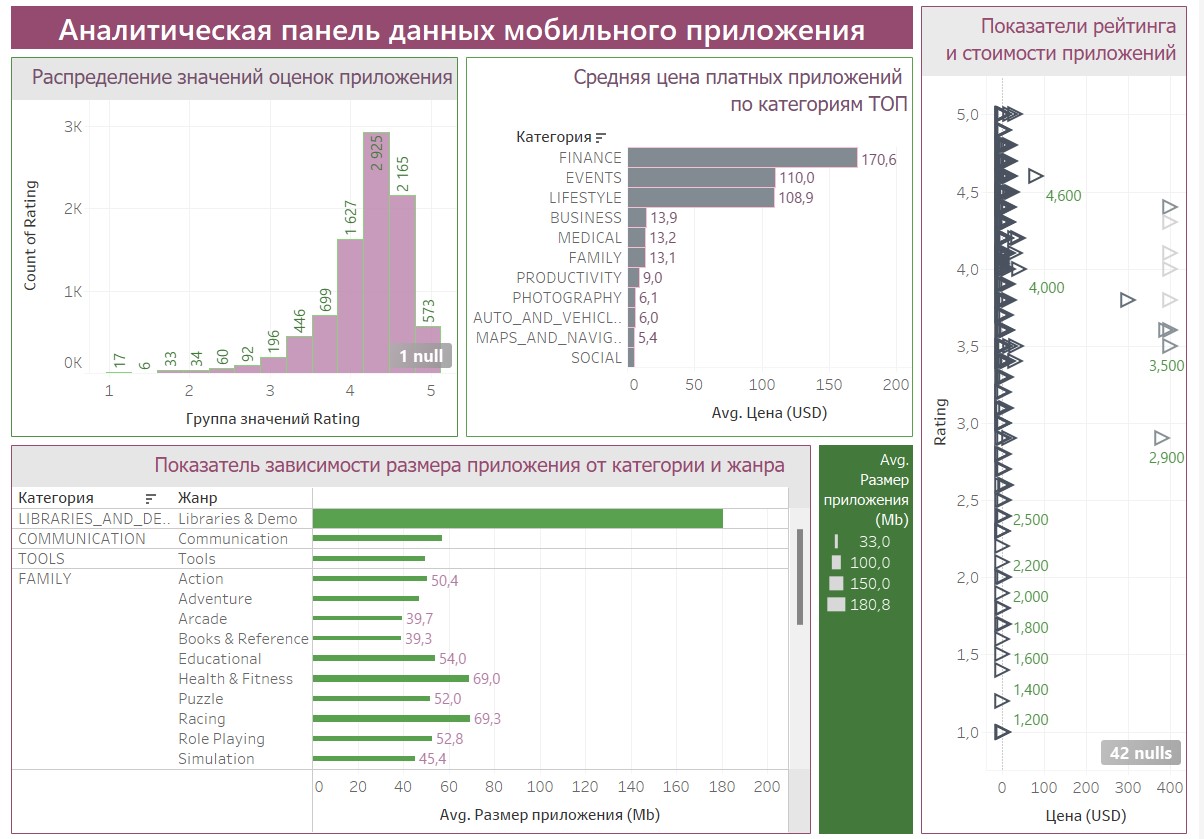 Аналитическая панель данных мобильного приложения
Распределение значений оценок приложения
3K
2K
1K
0K
Count of Rating
17
6
33
34
60
92
196
446
699
1 627
2 925
2 165
573
1 null
1
2
3
4
5
Группа значений Rating
Средняя цена платных приложений
по категориям ТОП
Категория
FINANCE 170,6
EVENTS 110,0
LIFESTYLE 108,9
BUSINESS 13,9
MEDICAL 13,2
FAMILY 13,1
PRODUCTIVITY 9,0
PHOTOGRAPHY 6,1
AUTO_AND_VEHICL.. 6,0
MAPS_AND_NAVIG.. 5,4
SOCIAL
0 50 100 150 200
Avg. Цена (USD)
Показатель зависимости размера приложения от категории и жанра
Категория Жанр
LIBRARIES_AND_DE.. Libraries & Demo
COMMUNICATION Communication
TOOLS Tools
FAMILY Action 50,4
Adventure
Arcade 39,7
Books & Reference 39,3
Educational 54,0
Health & Fitness 69,0
Puzzle 52,0
Racing 69,3
Role Playing 52,8
Simulation 45,4
0 20 40 60 80 100 120 140 160 180 200
Avg. Размер приложения (Mb)
Avg.
Размер
приложения
(Mb)
33,0
100,0
150,0
180,8
Показатели рейтинга
и стоимости приложений
5,0
4,5
4,0
3,5
3,0
2,5
2,0
1,5
1,0
Rating
4,600
4,000
3,500
2,900
2,500
2,200
2,000
1,800
1,600
1,400
1,200
42 nulls
0 100 200 300 400
Цена (USD)